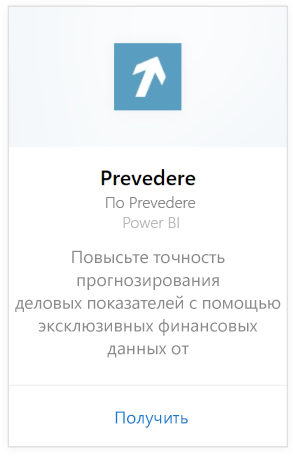 Prevedere
По Prevedere
Power BI
Повысьте точность
прогнозирования
деловых показателей с помощью
эксклюзивных финансовых
данных от
Получить